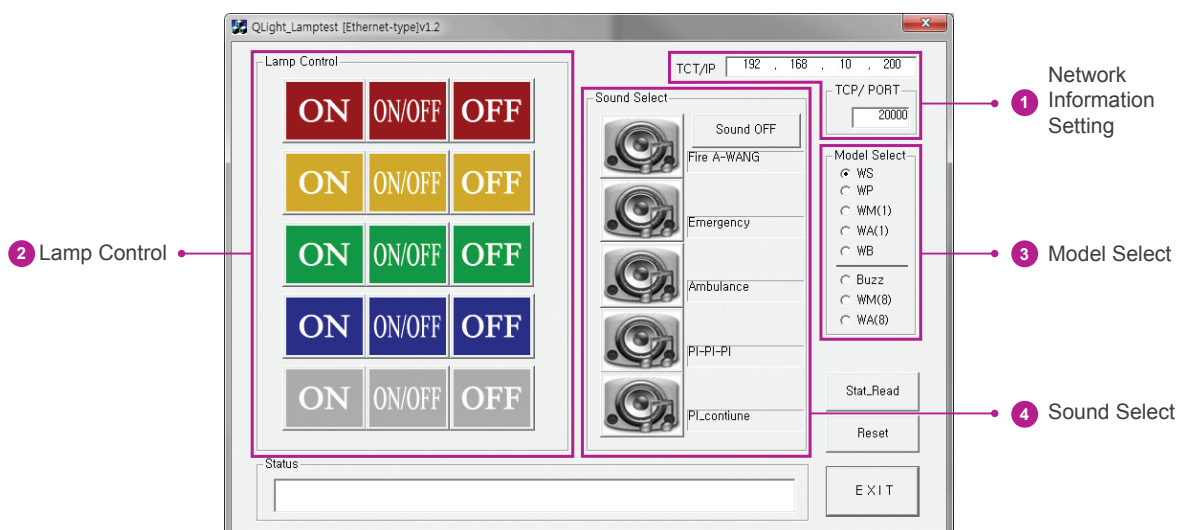 QLight_Lamptest [Ethernet-type]v1.2
Lamp Control
ON ON/OFF OFF
ON ON/OFF OFF
ON ON/OFF OFF
ON ON/OFF OFF
ON ON/OFF OFF
TCT/IP 192 . 168 . 10 . 200
TCP/ PORT
20000
Sound Select
Sound OFF
Fire A-WANG
Emergency
Ambulance
PI-PI-PI
PI_contiune
Model Select
WS
WP
WM(1)
WA(1)
WB
Buzz
WM(8)
WA(8)
Stat_Read
Reset
EXIT
Status
1 Network
Information
Setting
2 Lamp Control
3 Model Select
4 Sound Select